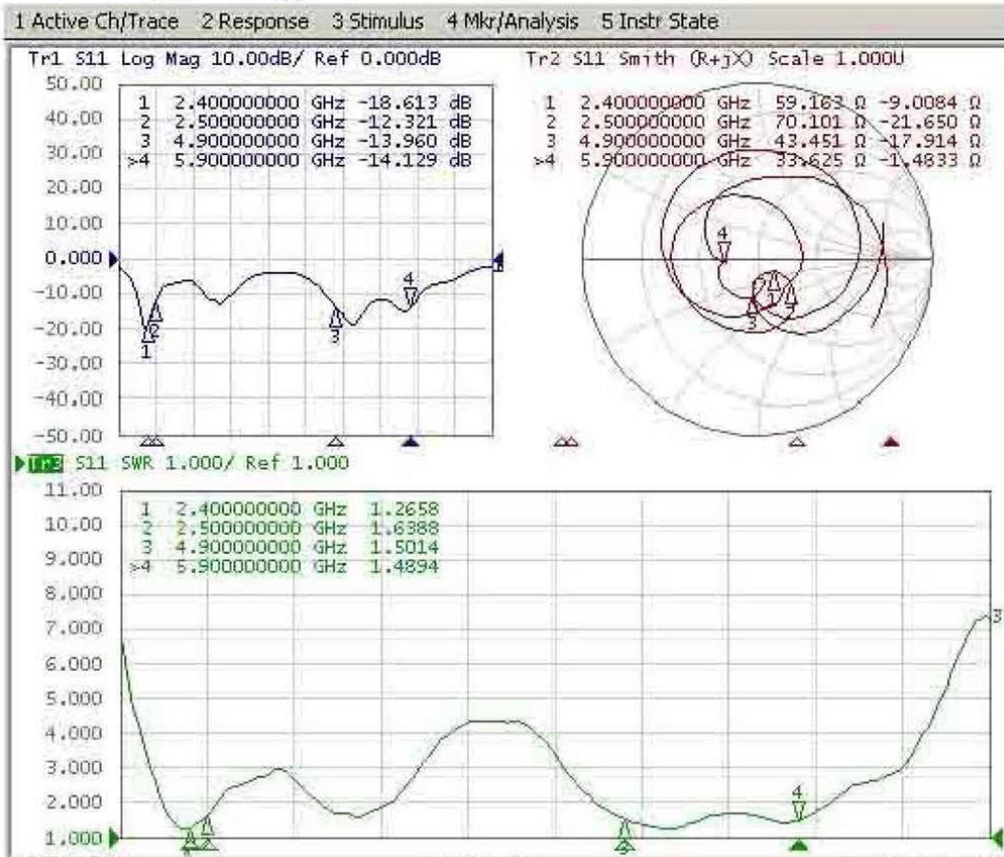 1 Active Ch/Trace 2 Response 3 Stimulus 4 Mkr/Analysis 5 Instr State
Tr1 S11 Log Mag 10.00dB/ Ref 0.000dB
50.00
40.00
30.00
20.00
10.00
0.000
-10.00
-20.00
-30.00
-40.00
-50.00
1 2.400000000 GHz -18.613 dB
2 2.500000000 GHz -12.321 dB
3 4.900000000 GHz -13.960 dB
>4 5.900000000 GHz -14.129 dB
1
2
3
4
Tr2 S11 Smith (R+jX) Scale 1.000U
1 2.400000000 GHz 59.163 Ω -9.0084 Ω
2 2.500000000 GHz 70.101 Ω -21.650 Ω
3 4.900000000 GHz 43.451 Ω -17.914 Ω
>4 5.900000000 GHz 33.625 Ω -1.4833 Ω
4
3
Tr3 S11 SWR 1.000/ Ref 1.000
11.00
10.00
9.000
8.000
7.000
6.000
5.000
4.000
3.000
2.000
1.000
1 2.400000000 GHz 1.2658
2 2.500000000 GHz 1.6388
3 4.900000000 GHz 1.5014
>4 5.900000000 GHz 1.4894
4
3